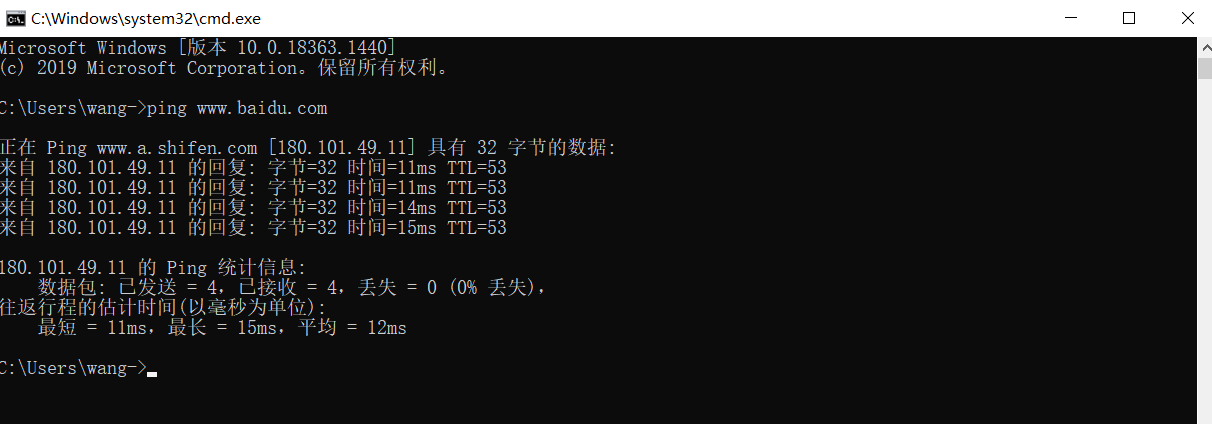 C:\Windows\system32\cmd.exe
Microsoft Windows [版本 10.0.18363.1440]
(c) 2019 Microsoft Corporation。保留所有权利。
C:\Users\wang->ping www.baidu.com
正在 Ping www.a.shifen.com [180.101.49.11] 具有 32 字节的数据:
来自 180.101.49.11 的回复: 字节=32 时间=11ms TTL=53
来自 180.101.49.11 的回复: 字节=32 时间=11ms TTL=53
来自 180.101.49.11 的回复: 字节=32 时间=14ms TTL=53
来自 180.101.49.11 的回复: 字节=32 时间=15ms TTL=53
180.101.49.11 的 Ping 统计信息:
数据包: 已发送 = 4，已接收 = 4，丢失 = 0 (0% 丢失)，
往返行程的估计时间(以毫秒为单位):
最短 = 11ms，最长 = 15ms，平均 = 12ms
C:\Users\wang->